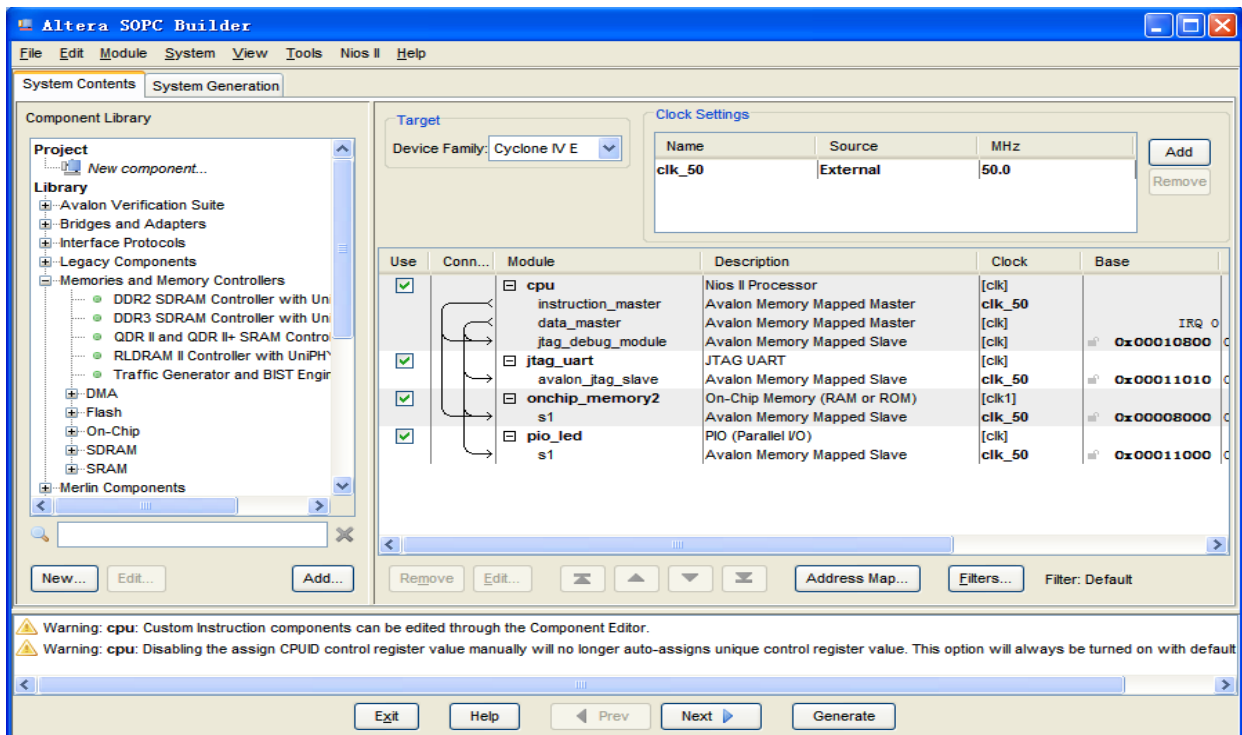 Altera SOPC Builder
File Edit Module System View Tools Nios II Help
System Contents System Generation
Component Library
Project
New component...
Library
Avalon Verification Suite
Bridges and Adapters
Interface Protocols
Legacy Components
Memories and Memory Controllers
DDR2 SDRAM Controller with Uni
DDR3 SDRAM Controller with Uni
QDR II and QDR II+ SRAM Contro
RLDRAM II Controller with UniPHY
Traffic Generator and BIST Engin
DMA
Flash
On-Chip
SDRAM
SRAM
Merlin Components
New... Edit... Add...
Target
Device Family: Cyclone IV E
Clock Settings
Name Source MHz
clk_50 External 50.0
Add
Remove
Use Conn... Module Description Clock Base
cpu Nios II Processor [clk]
instruction_master Avalon Memory Mapped Master clk_50
data_master Avalon Memory Mapped Master [clk] IRQ 0
jtag_debug_module Avalon Memory Mapped Slave [clk] 0x00010800
jtag_uart JTAG UART [clk]
avalon_jtag_slave Avalon Memory Mapped Slave clk_50 0x00011010
onchip_memory2 On-Chip Memory (RAM or ROM) [clk1]
s1 Avalon Memory Mapped Slave clk_50 0x00008000
pio_led PIO (Parallel I/O) [clk]
s1 Avalon Memory Mapped Slave clk_50 0x00011000
Remove Edit... Address Map... Filters... Filter: Default
Warning: cpu: Custom Instruction components can be edited through the Component Editor.
Warning: cpu: Disabling the assign CPUID control register value manually will no longer auto-assigns unique control register value. This option will always be turned on with default
Exit Help Prev Next Generate